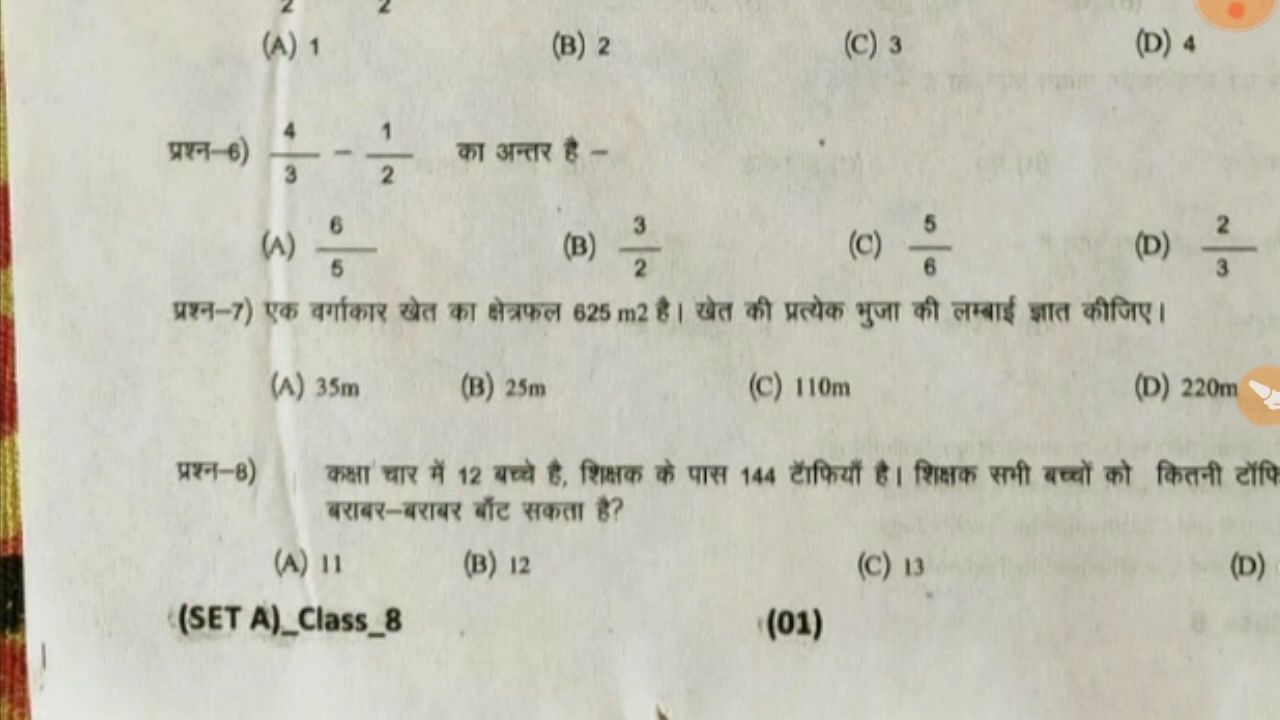 2 2
(A) 1 (B) 2 (C) 3 (D) 4
प्रश्न–6) 4/3 – 1/2 का अन्तर है –
(A) 6/5 (B) 3/2 (C) 5/6 (D) 2/3
प्रश्न–7) एक वर्गाकार खेत का क्षेत्रफल 625 m2 है। खेत की प्रत्येक भुजा की लम्बाई ज्ञात कीजिए।
(A) 35m (B) 25m (C) 110m (D) 220m
प्रश्न–8) कक्षा चार में 12 बच्चे है, शिक्षक के पास 144 टॅाफियाँ है। शिक्षक सभी बच्चों को कितनी
बराबर–बराबर बाँट सकता है?
(A) 11 (B) 12 (C) 13 (D)
(SET A)_Class_8 (01)